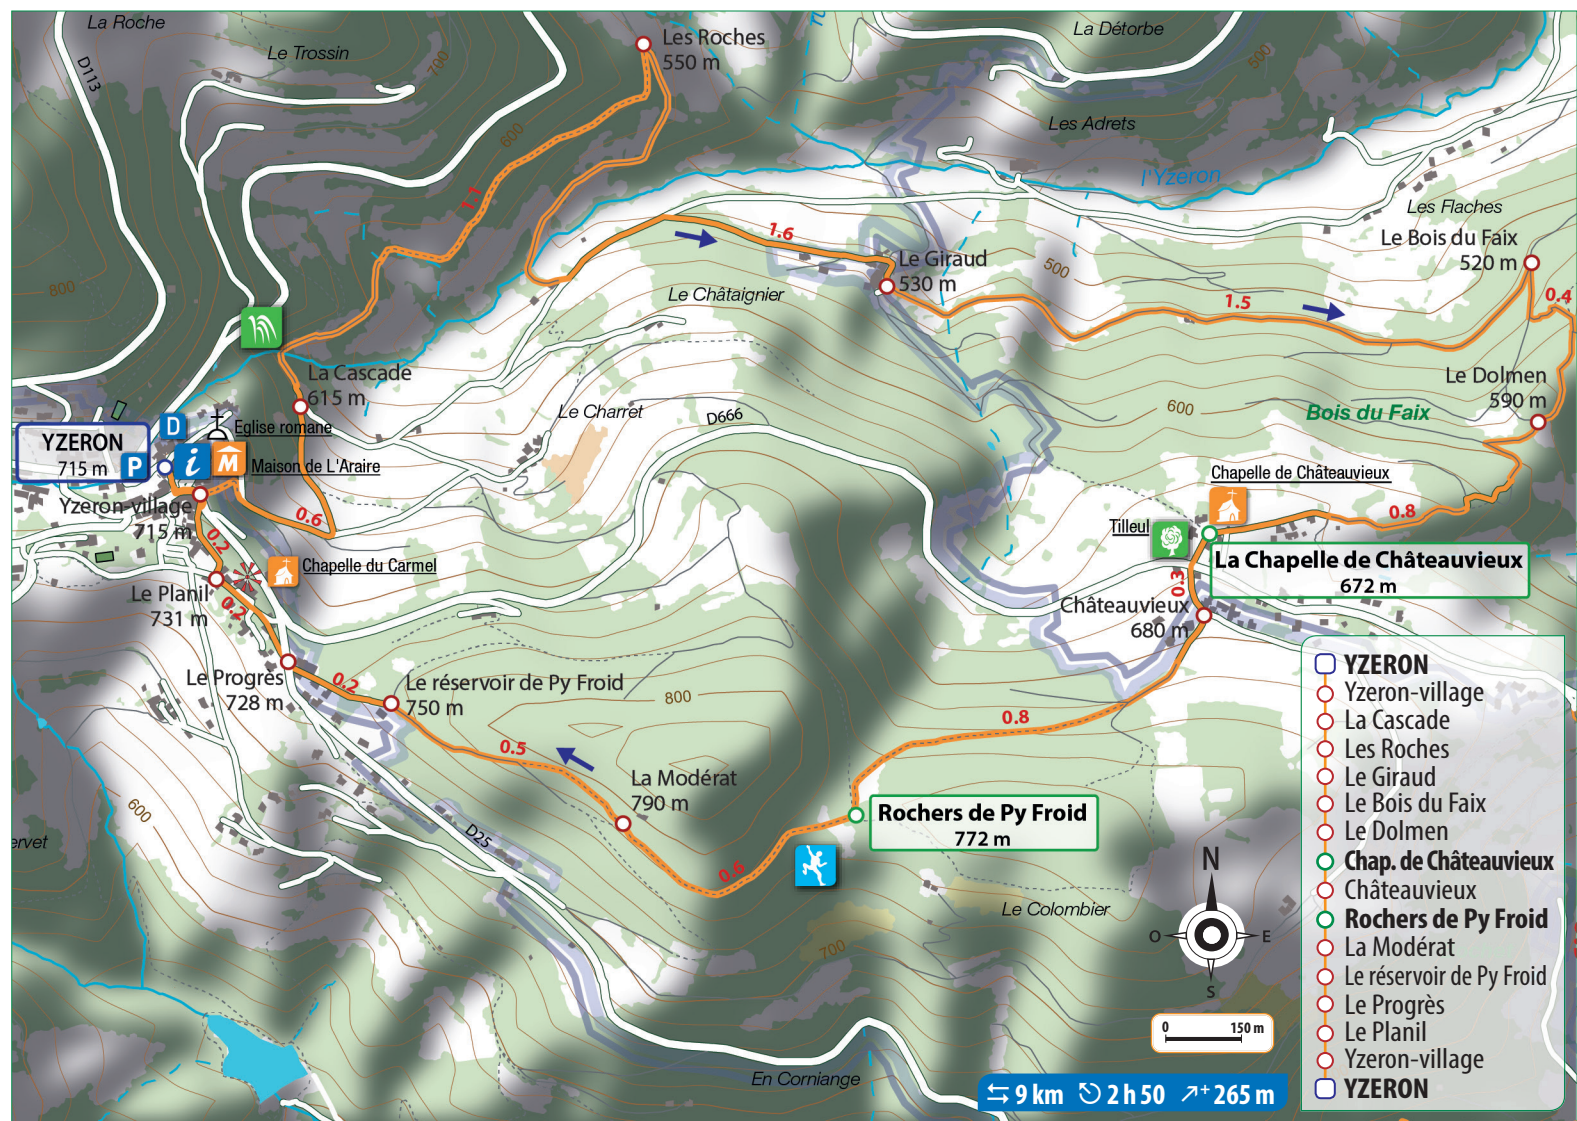 La Roche
Le Trossin
D113
700
Les Roches
550 m
La Détorbe
500
Les Adrets
600
l'Yzeron
1.1
Les Flaches
Le Bois du Faix
520 m
1.6
Le Giraud
530 m
500
800
Le Châtaignier
1.5
0.4
La Cascade
615 m
Le Charret
D666
600
Bois du Faix
Le Dolmen
590 m
YZERON
715 m
P
D
i
M
Eglise romane
Maison de L'Araire
Yzeron-village
715 m
0.6
0.2
Chapelle de Châteauvieux
Tilleul
0.8
Chapelle du Carmel
La Chapelle de Châteauvieux
672 m
0.3
Le Planil
731 m
0.2
Châteauvieux
680 m
Le Progrès
728 m
0.2
Le réservoir de Py Froid
750 m
800
0.8
0.5
La Modérat
790 m
Rochers de Py Froid
772 m
600
ervet
D25
0.6
Le Colombier
700
En Corniange
N
O
E
S
0 150 m
9 km 2 h 50 + 265 m
YZERON
Yzeron-village
La Cascade
Les Roches
Le Giraud
Le Bois du Faix
Le Dolmen
Chap. de Châteauvieux
Châteauvieux
Rochers de Py Froid
La Modérat
Le réservoir de Py Froid
Le Progrès
Le Planil
Yzeron-village
YZERON